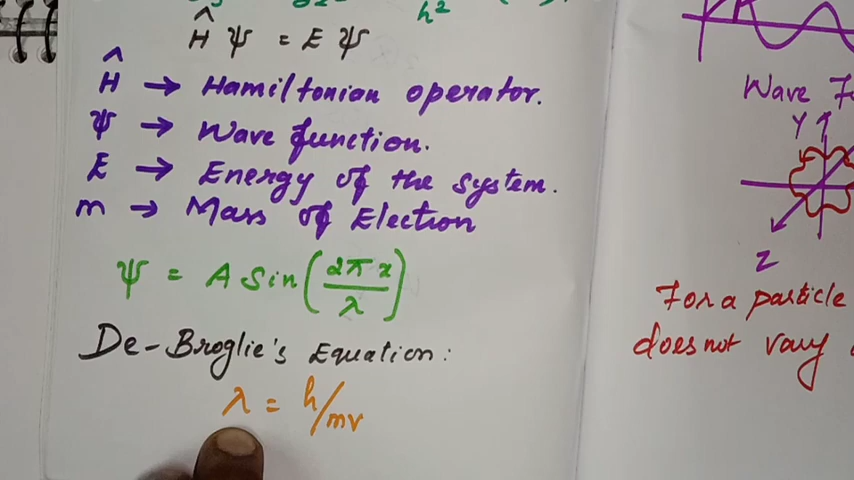 Ĥ Ψ = E Ψ
Ĥ → Hamiltonian operator.
Ψ → Wave function.
E → Energy of the system.
m → Mass of Election
Ψ = A Sin(2πx/λ)
De-Broglie's Equation:
λ = h/mv
Wave
Y
Z
For a particle
does not vary